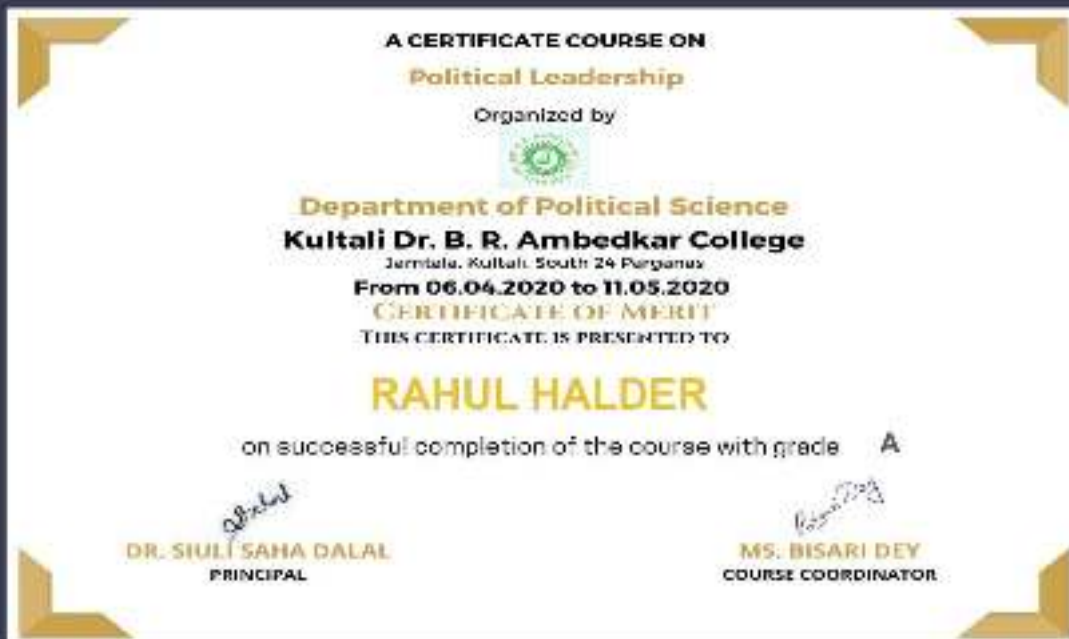 A CERTIFICATE COURSE ON
Political Leadership
Organized by
Department of Political Science
Kultali Dr. B. R. Ambedkar College
Jamtala, Kultali, South 24 Parganas
From 06.04.2020 to 11.05.2020
CERTIFICATE OF MERIT
THIS CERTIFICATE IS PRESENTED TO
RAHUL HALDER
on successful completion of the course with grade A
DR. SIULI SAHA DALAL
PRINCIPAL
MS. BISARI DEY
COURSE COORDINATOR